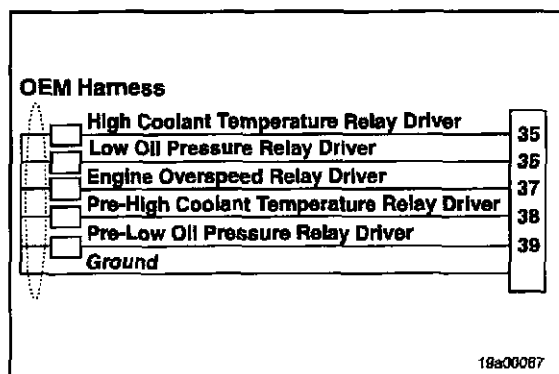 OEM Harness
High Coolant Temperature Relay Driver
35
Low Oil Pressure Relay Driver
36
Engine Overspeed Relay Driver
37
Pre-High Coolant Temperature Relay Driver
38
Pre-Low Oil Pressure Relay Driver
39
Ground
19a00067